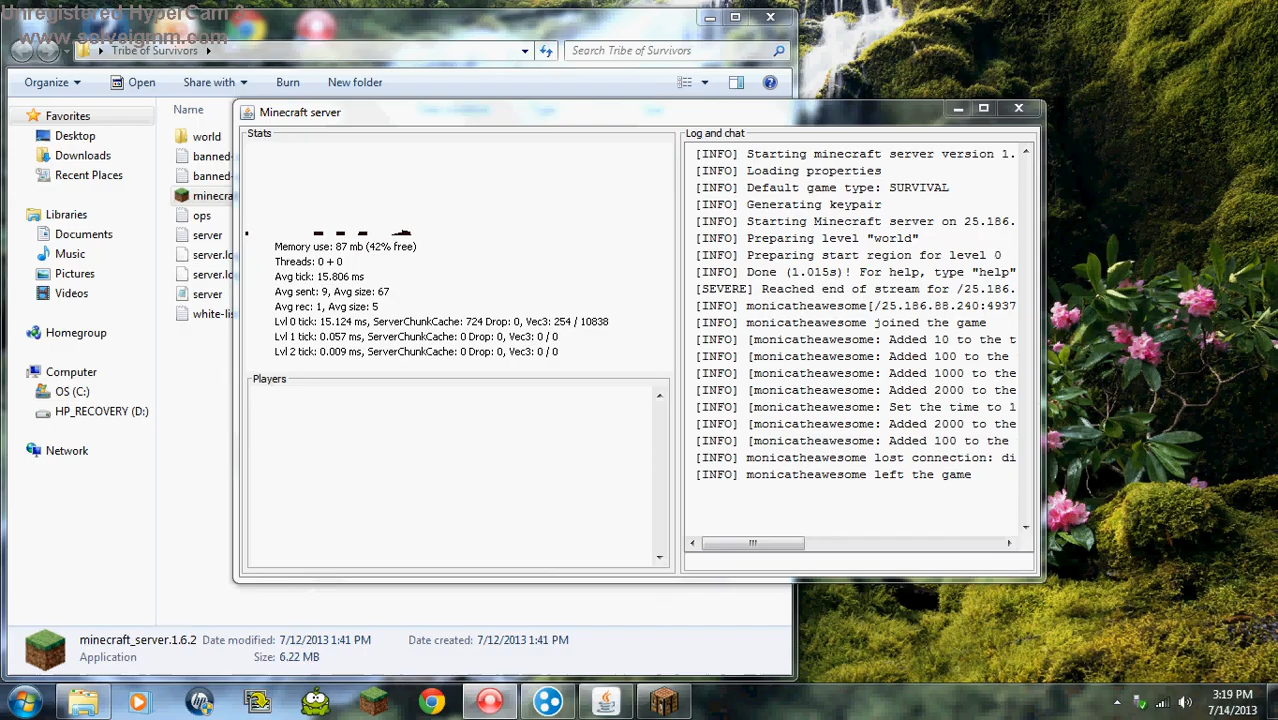 Unregistered HyperCam 3
www.solveigmm.com
Tribe of Survivors
Search Tribe of Survivors
Organize
Open
Share with
Burn
New folder
Favorites
Desktop
Downloads
Recent Places
Libraries
Documents
Music
Pictures
Videos
Homegroup
Computer
OS (C:)
HP_RECOVERY (D:)
Network
Name
world
banned-
banned-
minecra
ops
server
server.lo
server.lo
server
white-lis
Minecraft server
Stats
Memory use: 87 mb (42% free)
Threads: 0 + 0
Avg tick: 15.806 ms
Avg sent: 9, Avg size: 67
Avg rec: 1, Avg size: 5
Lvl 0 tick: 15.124 ms, ServerChunkCache: 724 Drop: 0, Vec3: 254 / 10838
Lvl 1 tick: 0.057 ms, ServerChunkCache: 0 Drop: 0, Vec3: 0 / 0
Lvl 2 tick: 0.009 ms, ServerChunkCache: 0 Drop: 0, Vec3: 0 / 0
Players
Log and chat
[INFO] Starting minecraft server version 1.
[INFO] Loading properties
[INFO] Default game type: SURVIVAL
[INFO] Generating keypair
[INFO] Starting Minecraft server on 25.186.
[INFO] Preparing level "world"
[INFO] Preparing start region for level 0
[INFO] Done (1.015s)! For help, type "help"
[SEVERE] Reached end of stream for /25.186.
[INFO] monicatheawesome[/25.186.88.240:4937
[INFO] monicatheawesome joined the game
[INFO] [monicatheawesome: Added 10 to the t
[INFO] [monicatheawesome: Added 100 to the
[INFO] [monicatheawesome: Added 1000 to the
[INFO] [monicatheawesome: Added 2000 to the
[INFO] [monicatheawesome: Set the time to 1
[INFO] [monicatheawesome: Added 2000 to the
[INFO] [monicatheawesome: Added 100 to the
[INFO] monicatheawesome lost connection: di
[INFO] monicatheawesome left the game
minecraft_server.1.6.2 Date modified: 7/12/2013 1:41 PM Date created: 7/12/2013 1:41 PM
Application Size: 6.22 MB
3:19 PM
7/14/2013